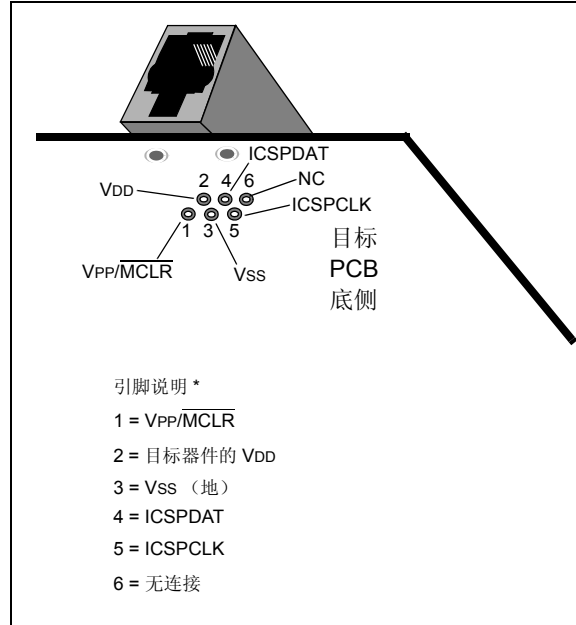 ICSPDAT
VDD
2 4 6
NC
ICSPCLK
1 3 5
目标
PCB
底侧
VPP/MCLR
VSS
引脚说明 *
1 = VPP/MCLR
2 = 目标器件的 VDD
3 = VSS （地）
4 = ICSPDAT
5 = ICSPCLK
6 = 无连接